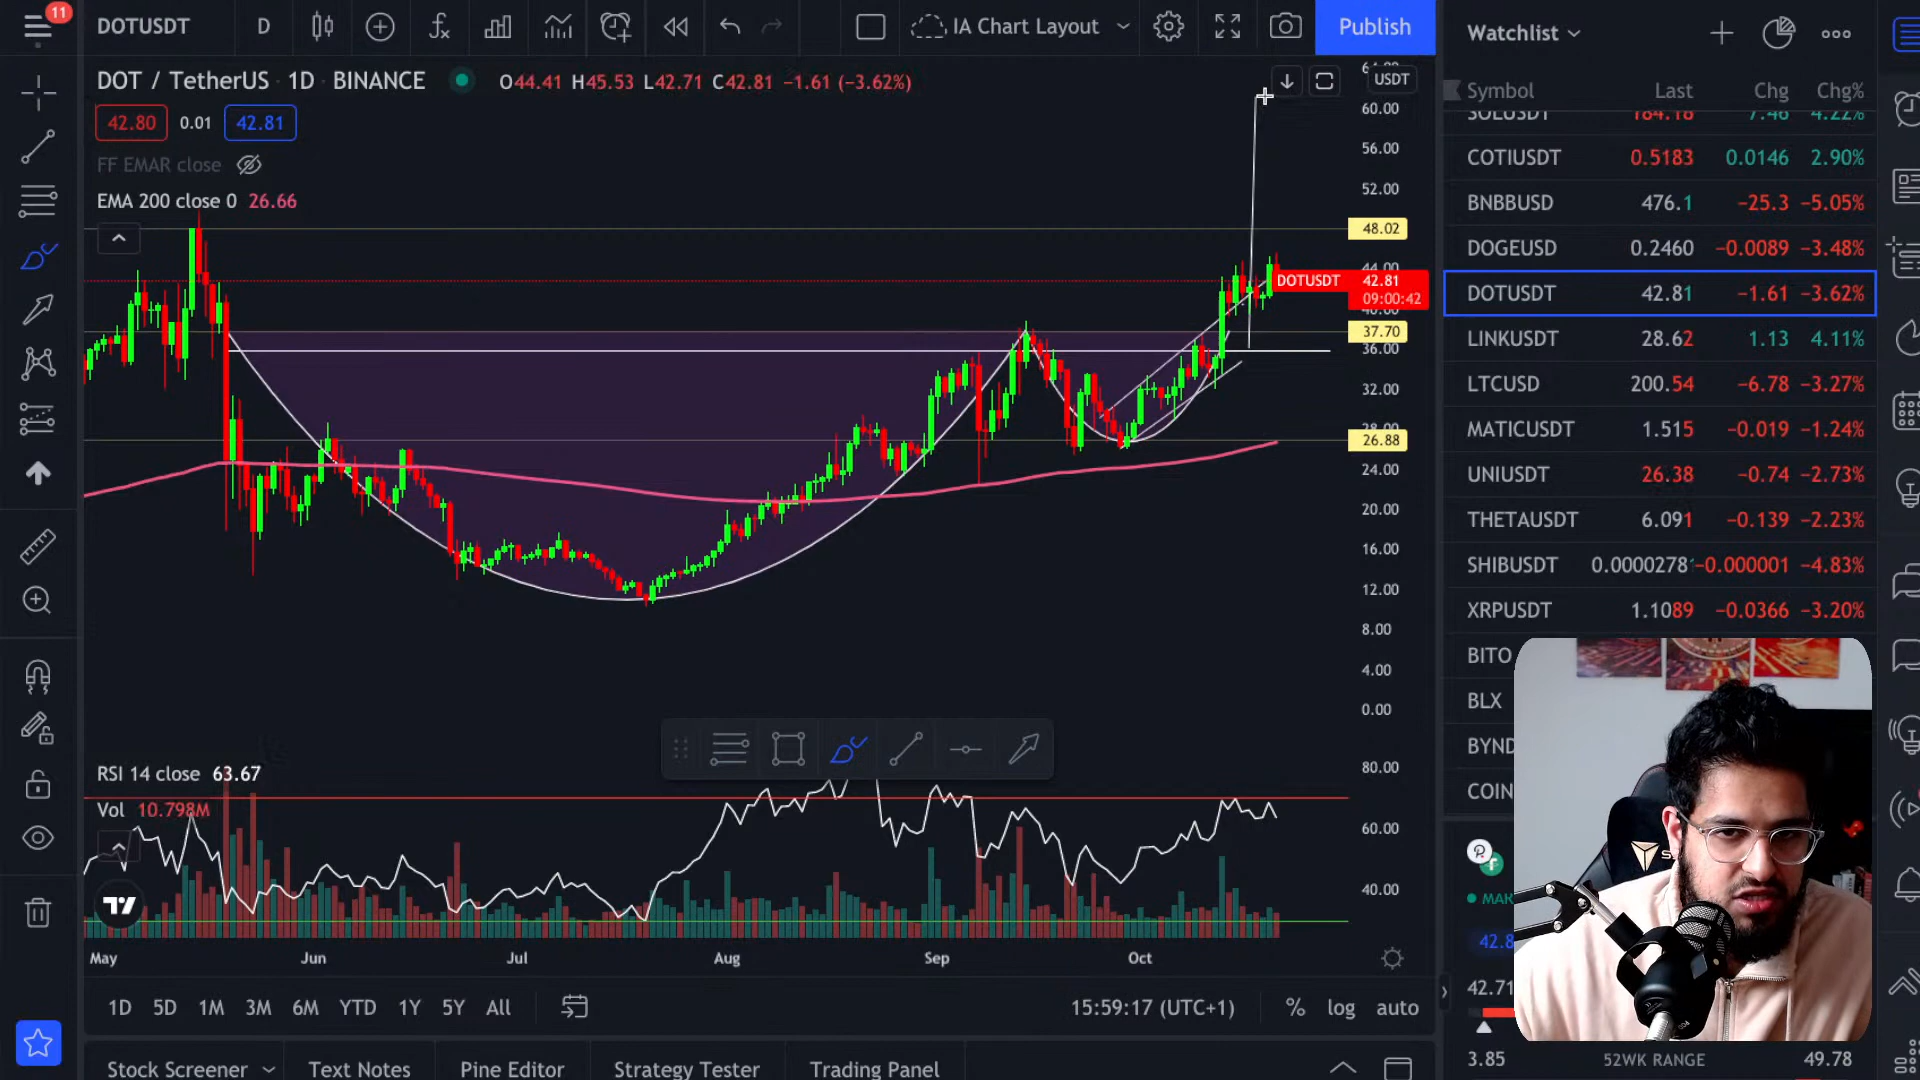 11
DOTUSDT D IA Chart Layout Publish
DOT / TetherUS · 1D · BINANCE O44.41 H45.53 L42.71 C42.81 −1.61 (−3.62%)
42.80 0.01 42.81
FF EMAR close
EMA 200 close 0 26.66
USDT
60.00
56.00
52.00
48.02
44.00
DOTUSDT 42.81
09:00:42
40.00
37.70
36.00
32.00
28.00
26.88
24.00
20.00
16.00
12.00
8.00
4.00
0.00
RSI 14 close 63.67
Vol 10.798M
80.00
60.00
40.00
May Jun Jul Aug Sep Oct
1D 5D 1M 3M 6M YTD 1Y 5Y All 15:59:17 (UTC+1) % log auto
Stock Screener Text Notes Pine Editor Strategy Tester Trading Panel
Watchlist
Symbol Last Chg Chg%
SOLUSDT 184.18 7.46 4.22%
COTIUSDT 0.5183 0.0146 2.90%
BNBBUSD 476.1 −25.3 −5.05%
DOGEUSD 0.2460 −0.0089 −3.48%
DOTUSDT 42.81 −1.61 −3.62%
LINKUSDT 28.62 1.13 4.11%
LTCUSD 200.54 −6.78 −3.27%
MATICUSDT 1.515 −0.019 −1.24%
UNIUSDT 26.38 −0.74 −2.73%
THETAUSDT 6.091 −0.139 −2.23%
SHIBUSDT 0.0000278 −0.000001 −4.83%
XRPUSDT 1.1089 −0.0366 −3.20%
BITO
BLX
BYND
COIN
MAR
42.8
42.71
3.85 52WK RANGE 49.78